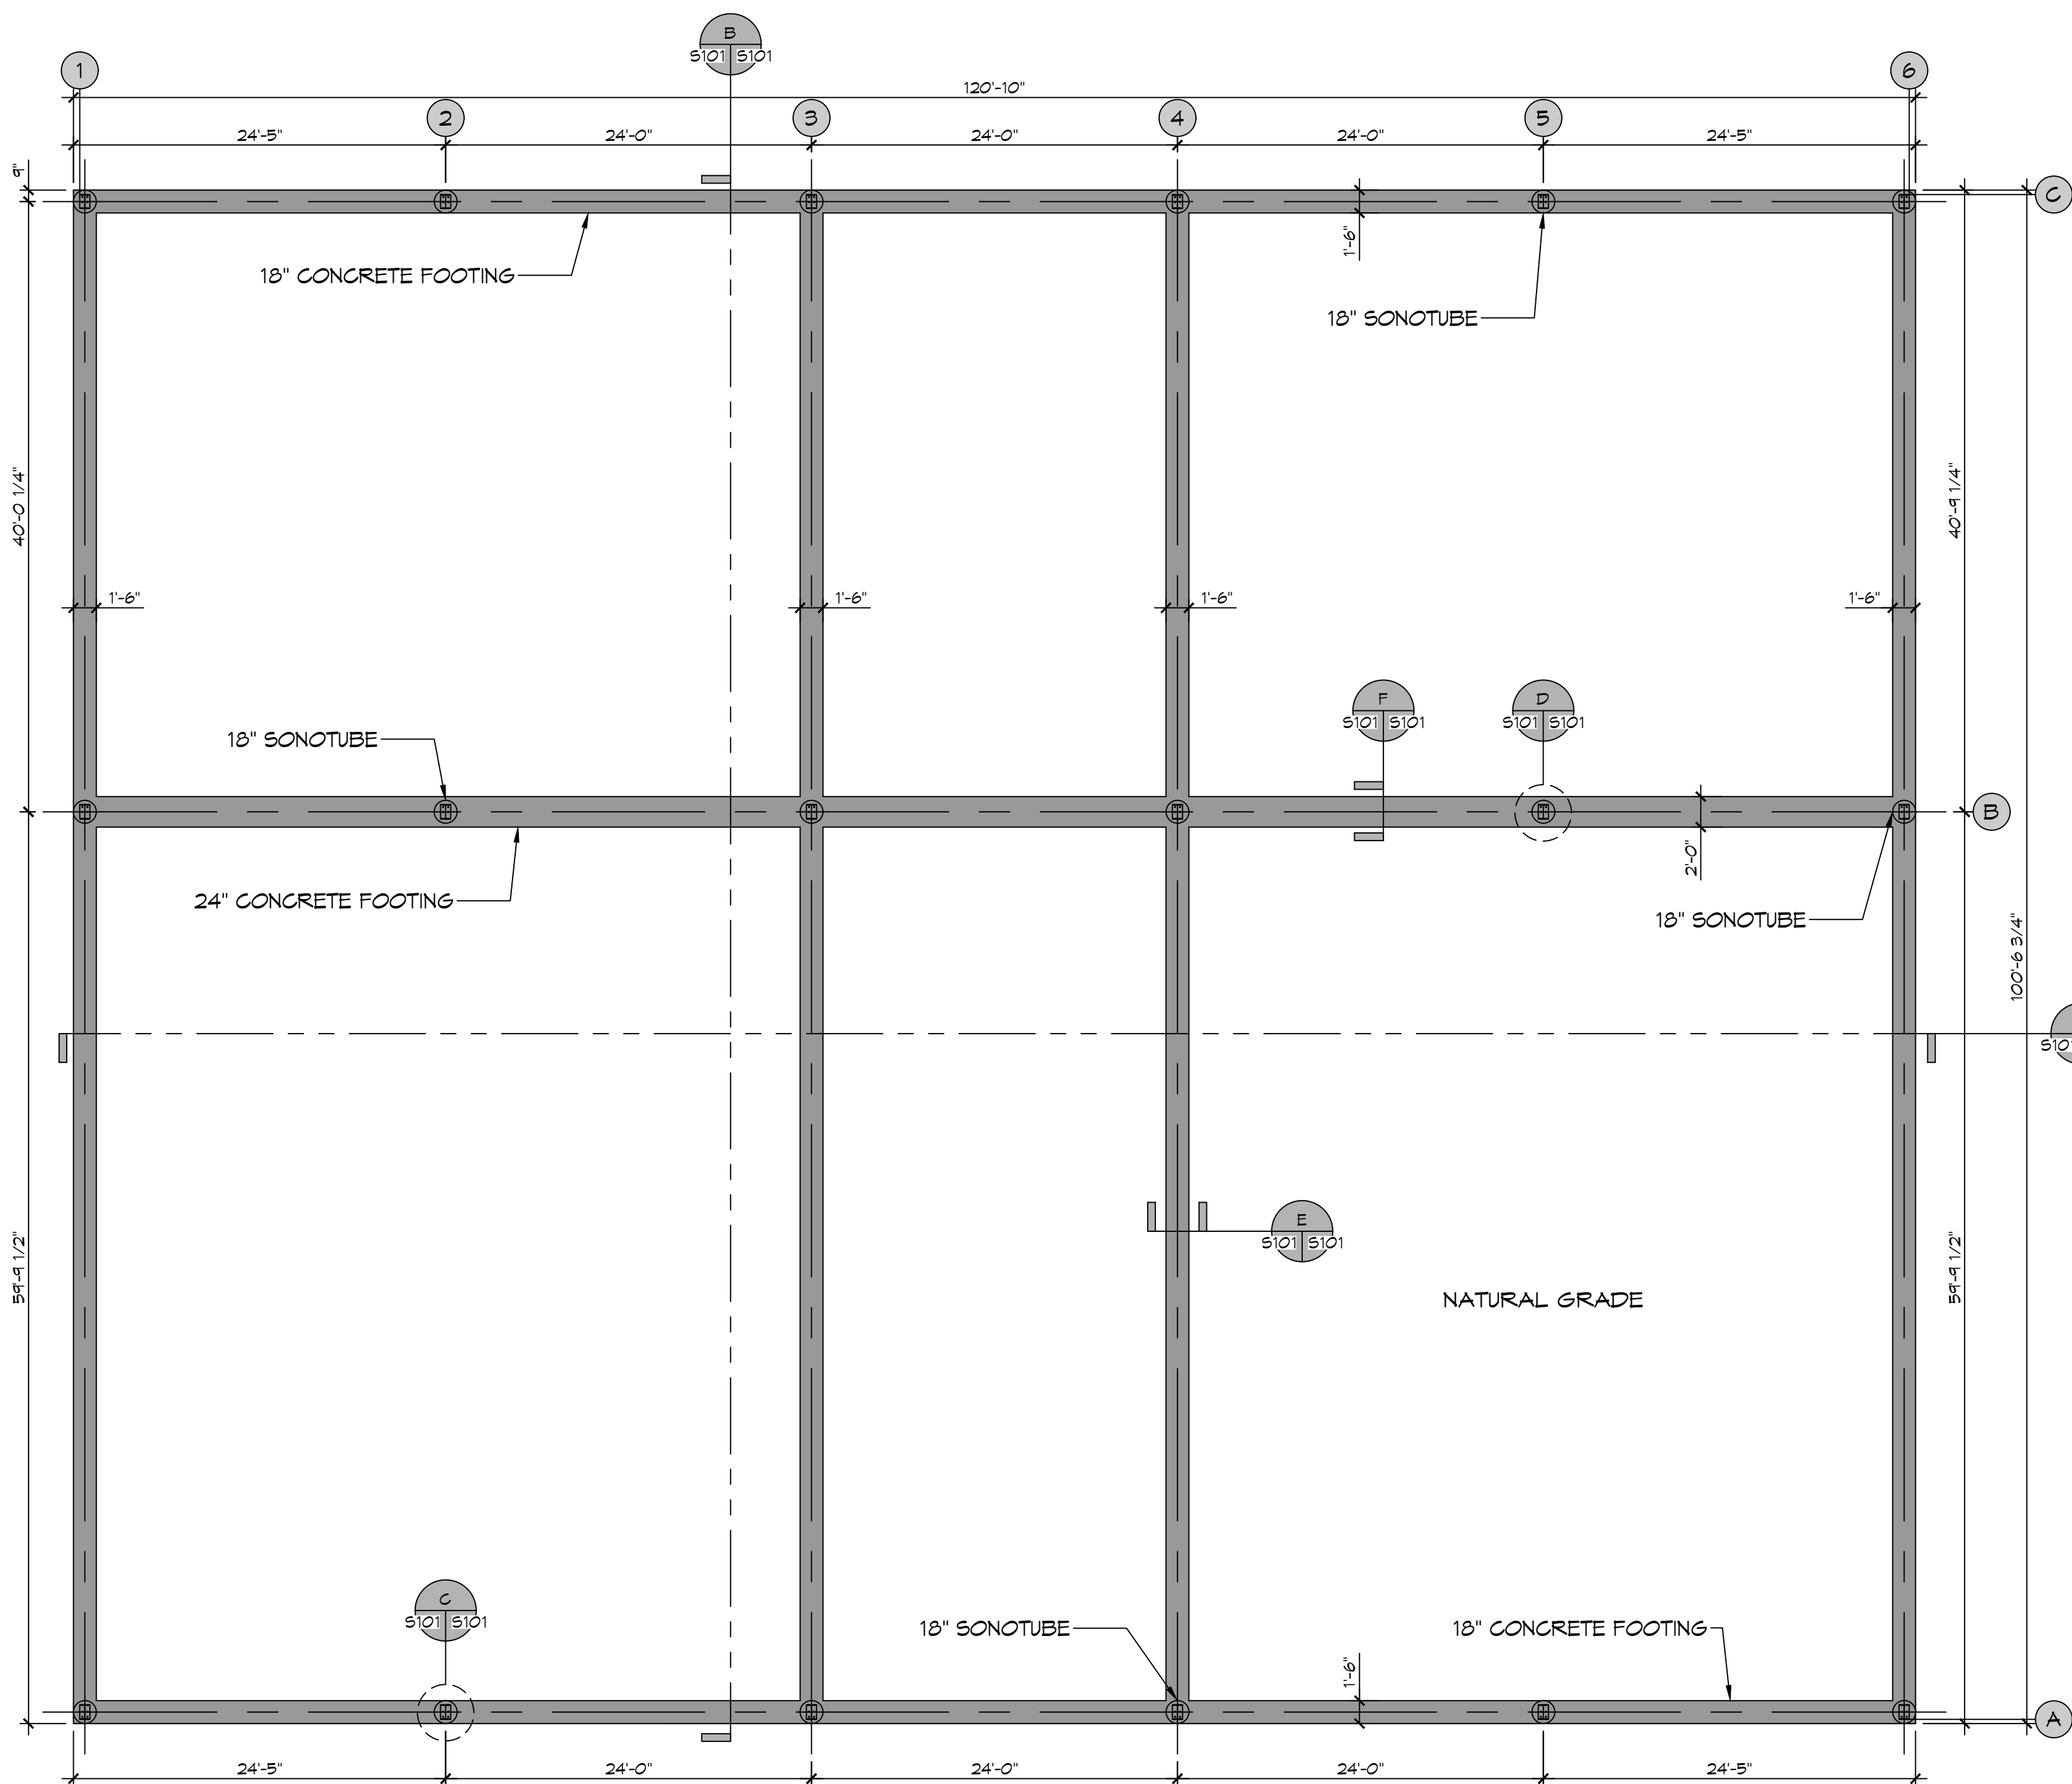 B
S101 S101
1
6
120'-10"
2
3
4
5
24'-5"
24'-0"
24'-0"
24'-0"
24'-5"
9"
C
1'-6"
18" CONCRETE FOOTING
18" SONOTUBE
40'-0 1/4"
40'-9 1/4"
1'-6"
1'-6"
1'-6"
1'-6"
F
S101 S101
D
S101 S101
18" SONOTUBE
B
2'-0"
24" CONCRETE FOOTING
18" SONOTUBE
100'-6 3/4"
E
S101 S101
59'-9 1/2"
59'-9 1/2"
NATURAL GRADE
C
S101 S101
18" SONOTUBE
18" CONCRETE FOOTING
1'-6"
A
24'-5"
24'-0"
24'-0"
24'-0"
24'-5"